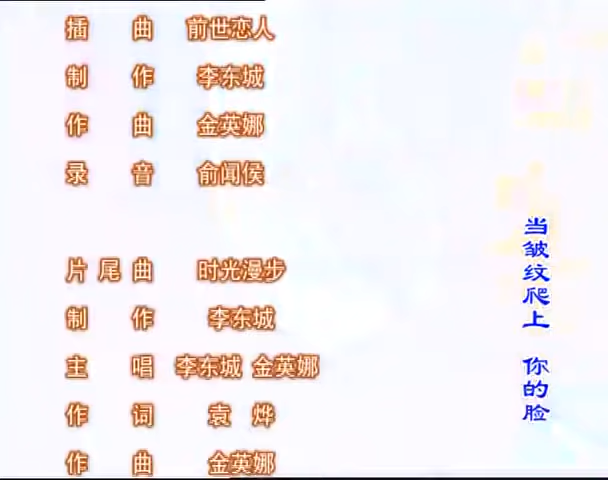 插 曲 前世恋人
制 作 李东城
作 曲 金英娜
录 音 俞闻侯
片尾曲 时光漫步
制 作 李东城
主 唱 李东城 金英娜
作 词 袁 烨
作 曲 金英娜
当皱纹爬上 你的脸